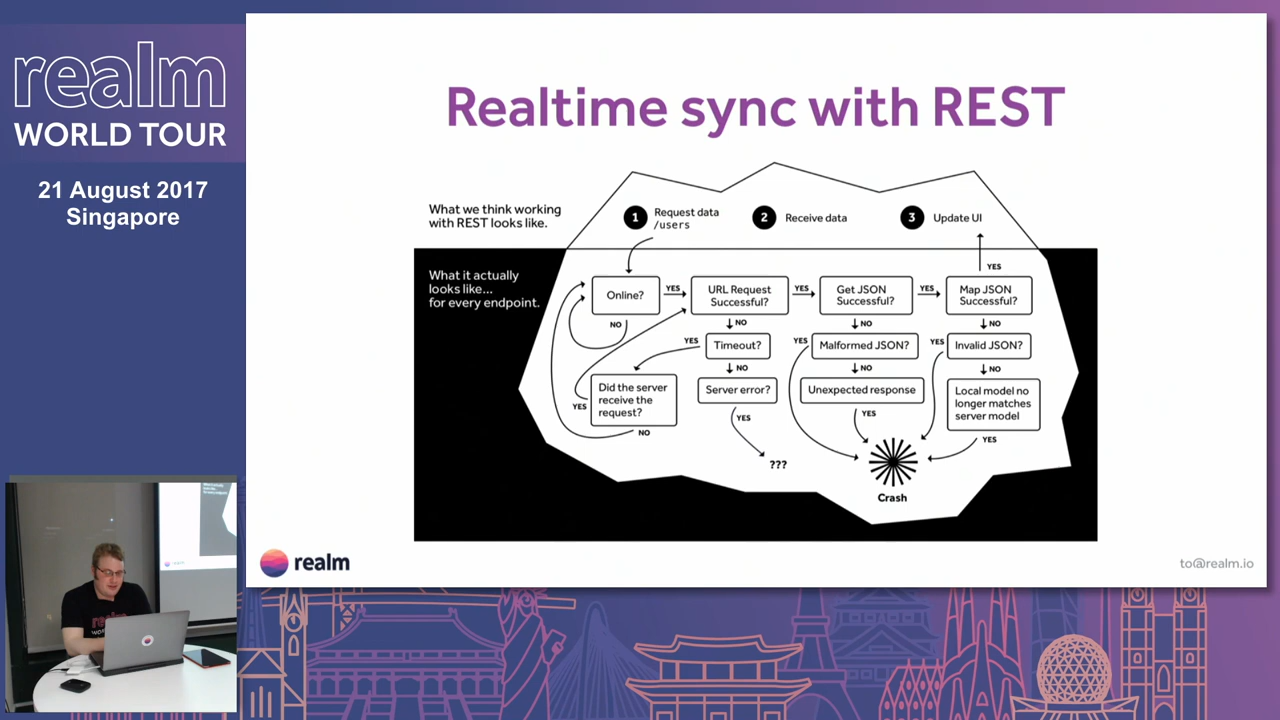 realm
WORLD TOUR
21 August 2017
Singapore
Realtime sync with REST
What we think working
with REST looks like.
1
Request data
/users
2
Receive data
3
Update UI
What it actually
looks like...
for every endpoint.
Online?
YES
URL Request
Successful?
YES
Get JSON
Successful?
YES
Map JSON
Successful?
YES
NO
NO
NO
NO
YES
Timeout?
YES
Malformed JSON?
YES
Invalid JSON?
NO
NO
NO
Did the server
receive the
request?
YES
NO
Server error?
YES
???
Unexpected response
YES
Local model no
longer matches
server model
YES
Crash
realm
to@realm.io
realm